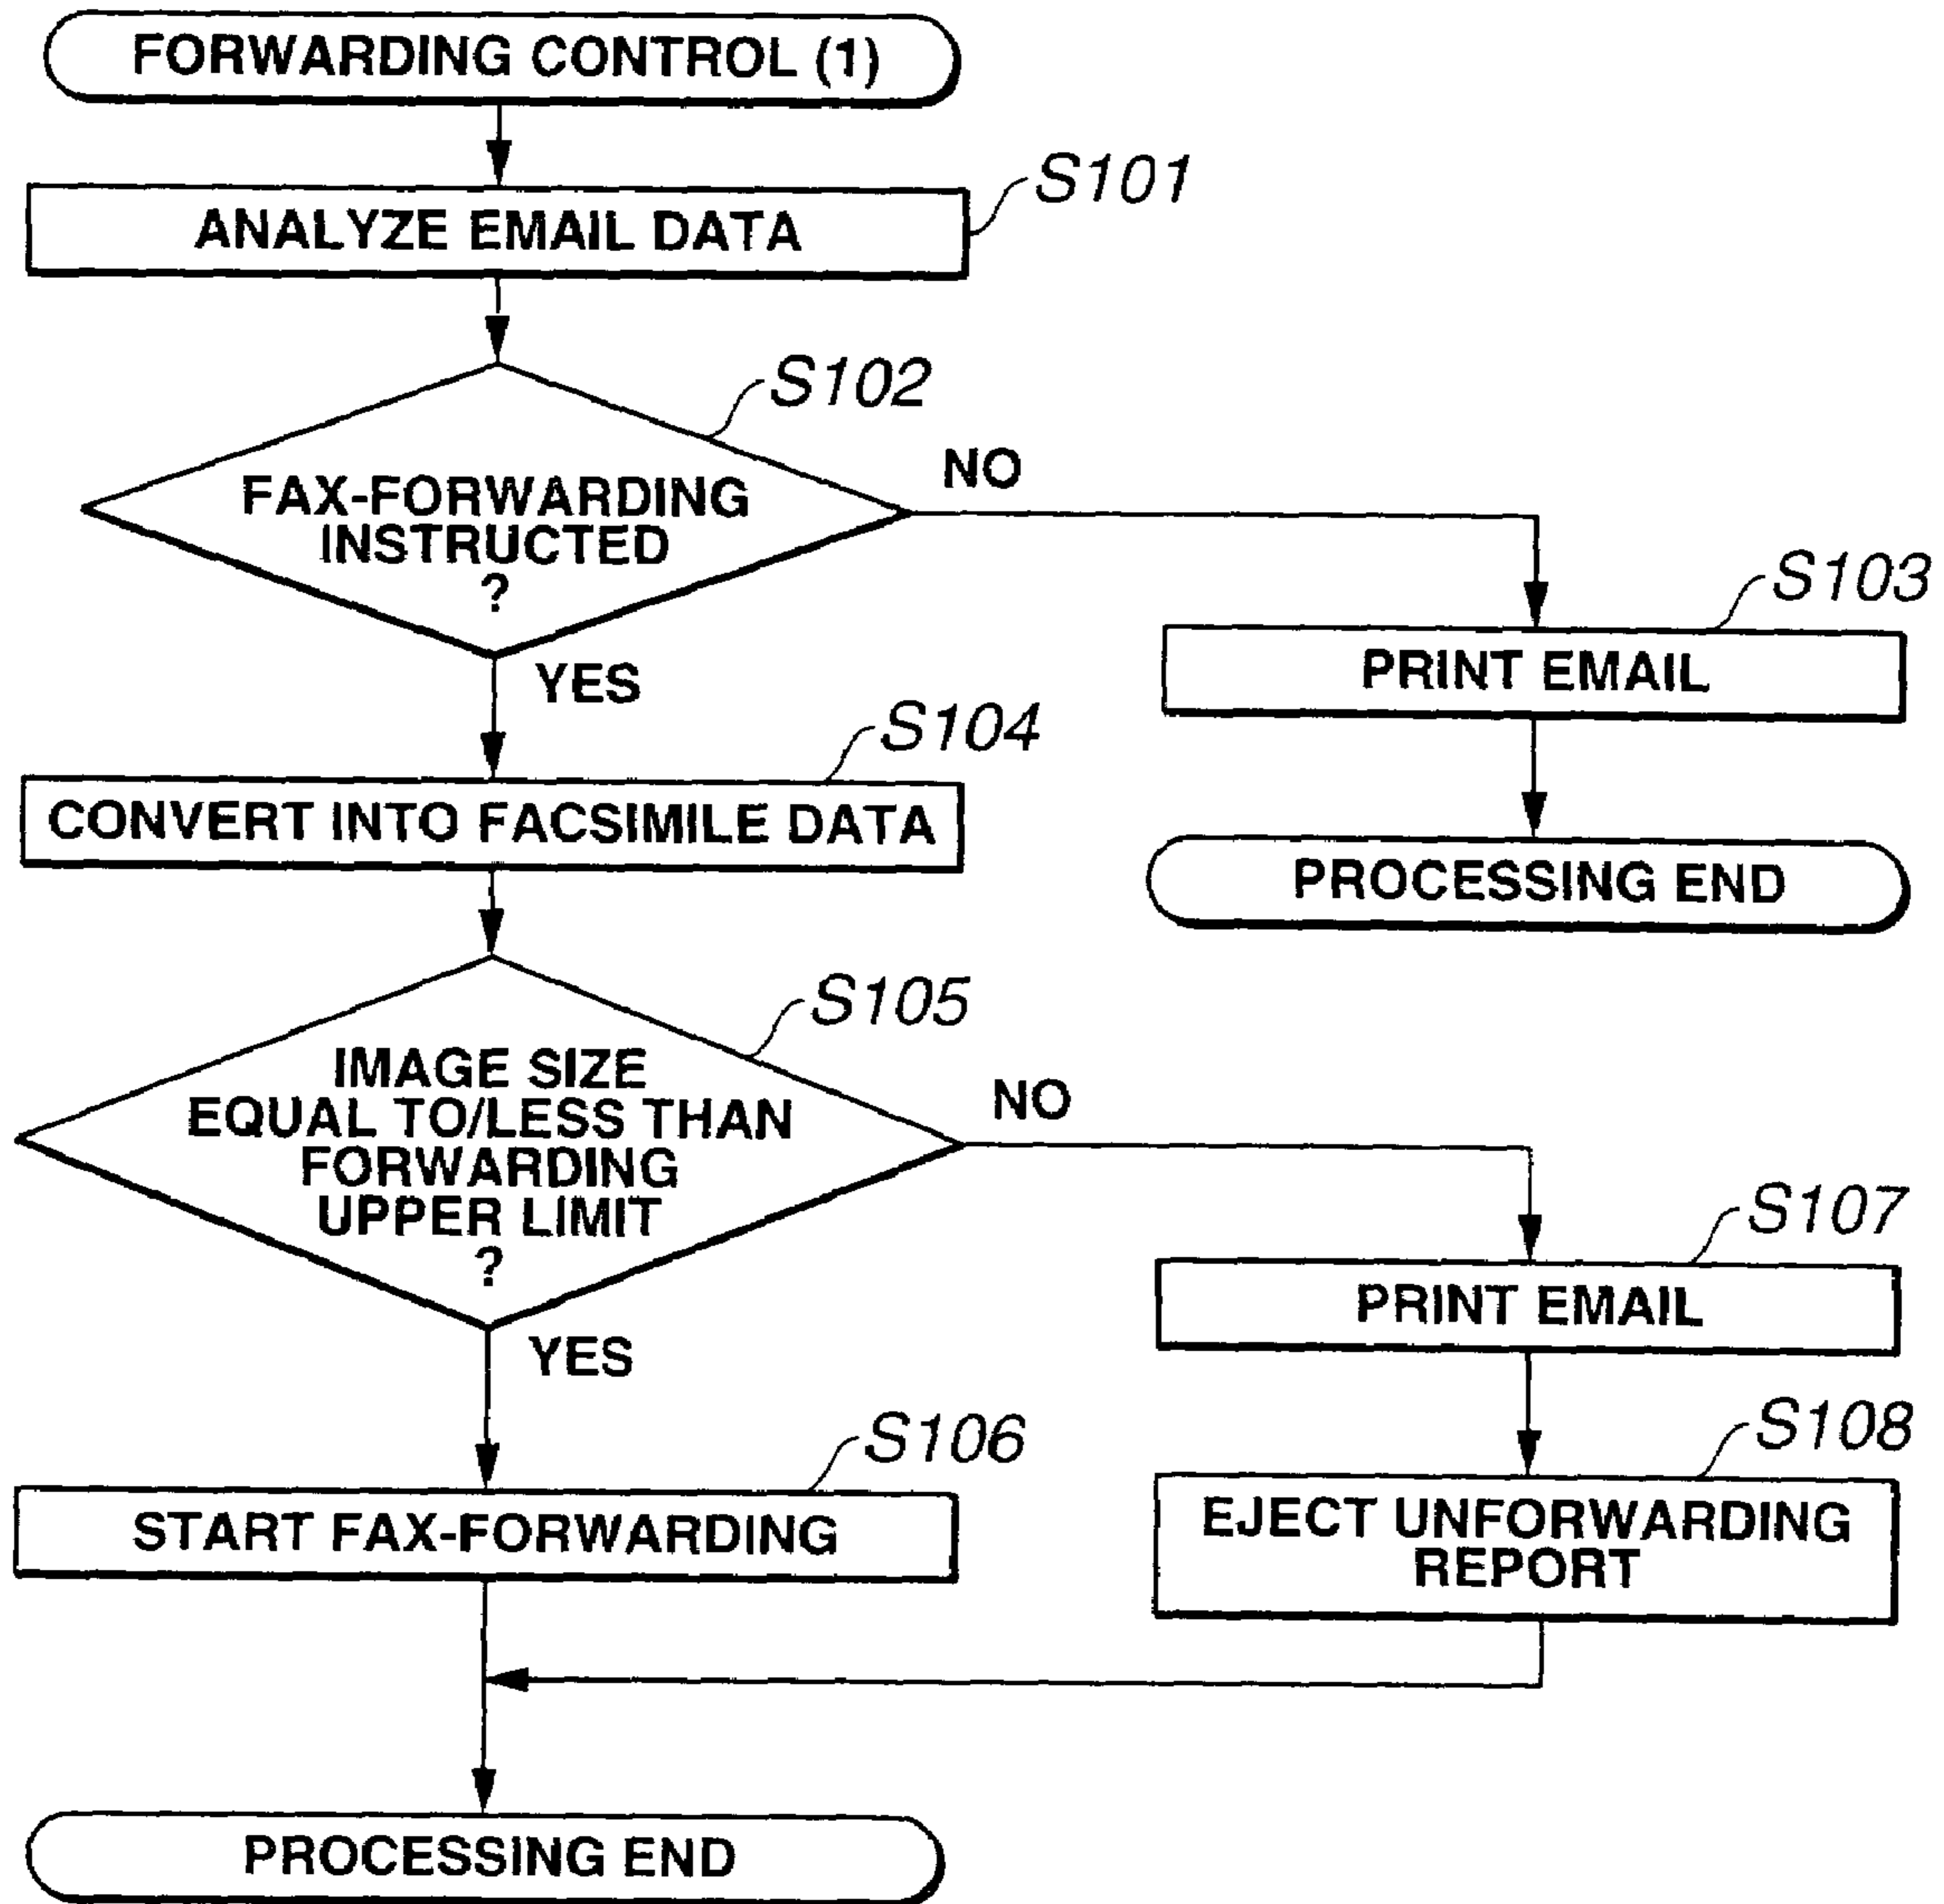 FORWARDING CONTROL (1)
S101
ANALYZE EMAIL DATA
S102
FAX-FORWARDING
INSTRUCTED
?
NO
YES
S103
PRINT EMAIL
PROCESSING END
S104
CONVERT INTO FACSIMILE DATA
S105
IMAGE SIZE
EQUAL TO/LESS THAN
FORWARDING
UPPER LIMIT
?
NO
YES
S107
PRINT EMAIL
S106
START FAX-FORWARDING
S108
EJECT UNFORWARDING
REPORT
PROCESSING END